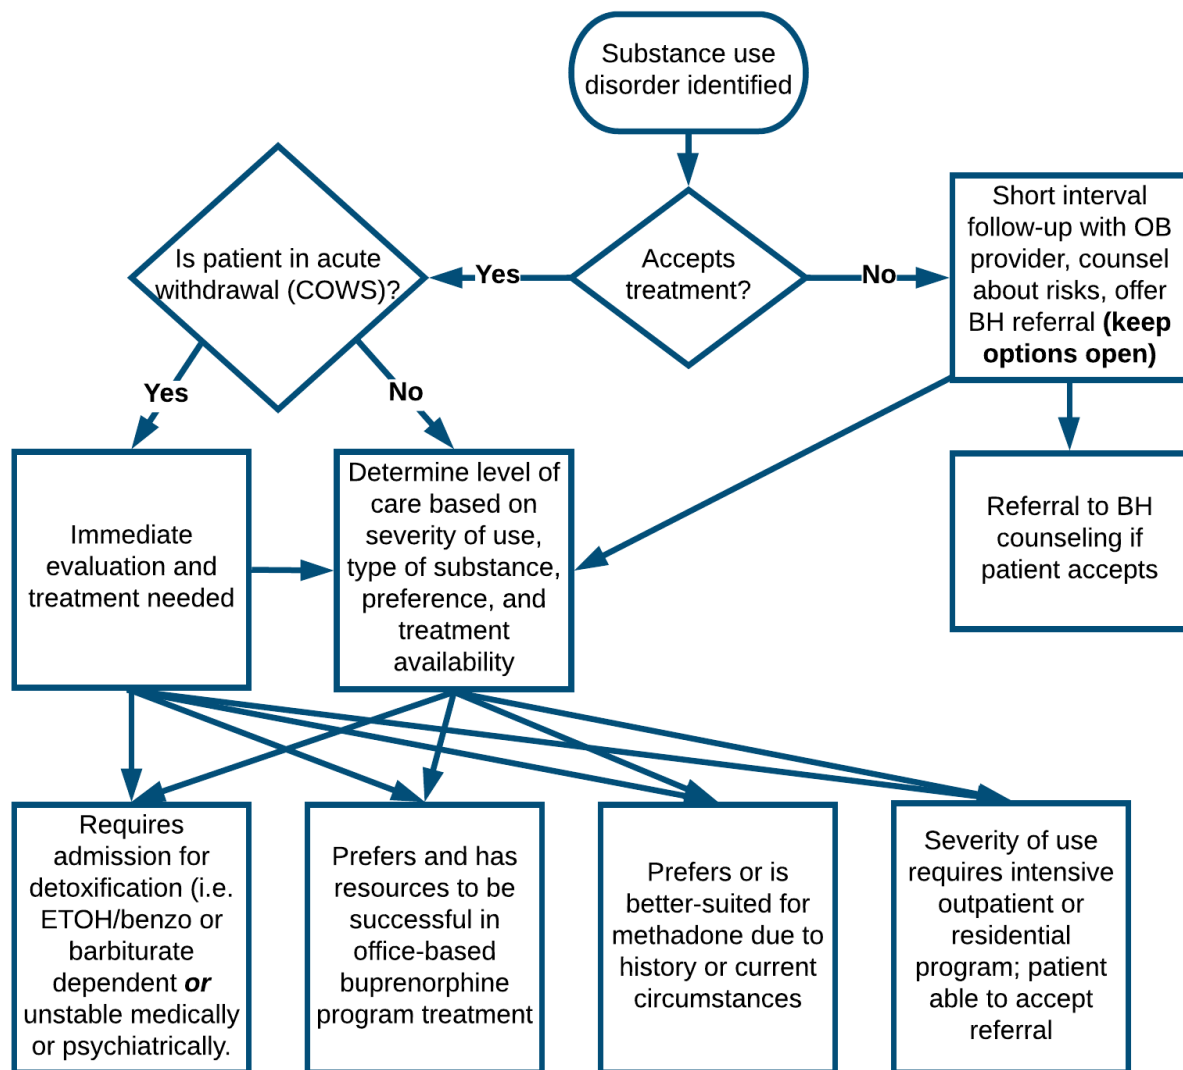 Substance use
disorder identified
Is patient in acute
withdrawal (COWS)?
Yes
Accepts
treatment?
No
Short interval
follow-up with OB
provider, counsel
about risks, offer
BH referral (keep
options open)
Yes
No
Immediate
evaluation and
treatment needed
Determine level of
care based on
severity of use,
type of substance,
preference, and
treatment
availability
Referral to BH
counseling if
patient accepts
Requires
admission for
detoxification (i.e.
ETOH/benzo or
barbiturate
dependent or
unstable medically
or psychiatrically.
Prefers and has
resources to be
successful in
office-based
buprenorphine
program treatment
Prefers or is
better-suited for
methadone due to
history or current
circumstances
Severity of use
requires intensive
outpatient or
residential
program; patient
able to accept
referral